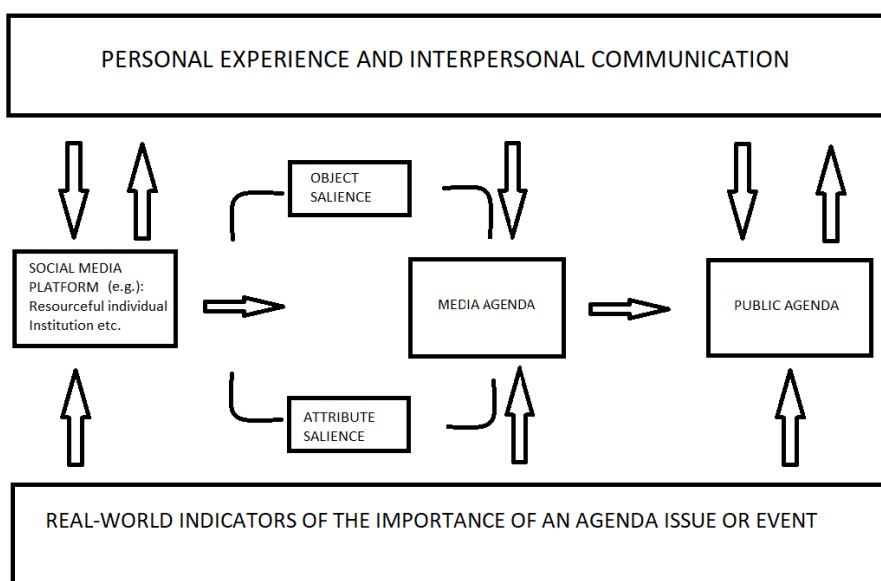 PERSONAL EXPERIENCE AND INTERPERSONAL COMMUNICATION
OBJECT
SALIENCE
SOCIAL MEDIA
PLATFORM (e.g.):
Resourceful individual
Institution etc.
MEDIA AGENDA
PUBLIC AGENDA
ATTRIBUTE
SALIENCE
REAL-WORLD INDICATORS OF THE IMPORTANCE OF AN AGENDA ISSUE OR EVENT